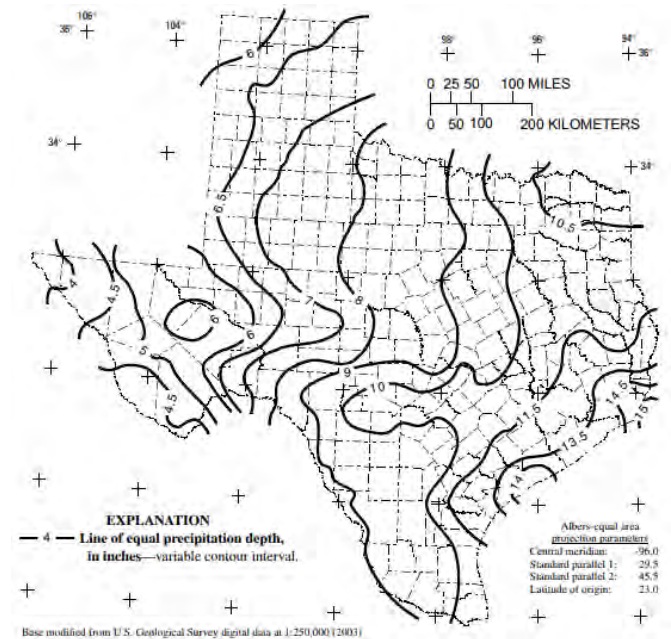 106°
36°
104°
98°
96°
94°
36°
0 25 50 100 MILES
0 50 100 200 KILOMETERS
34°
34°
6
6.5
10.5
4
4.5
6
7
8
6
5
9
10
4.5
11.5
14.5
15
13.5
14
EXPLANATION
— 4 — Line of equal precipitation depth,
in inches—variable contour interval.
Albers-equal area
projection parameters
Central meridian: -96.0
Standard parallel 1: 29.5
Standard parallel 2: 45.5
Latitude of origin: 23.0
Base modified from U.S. Geological Survey digital data at 1:250,000 (2003)